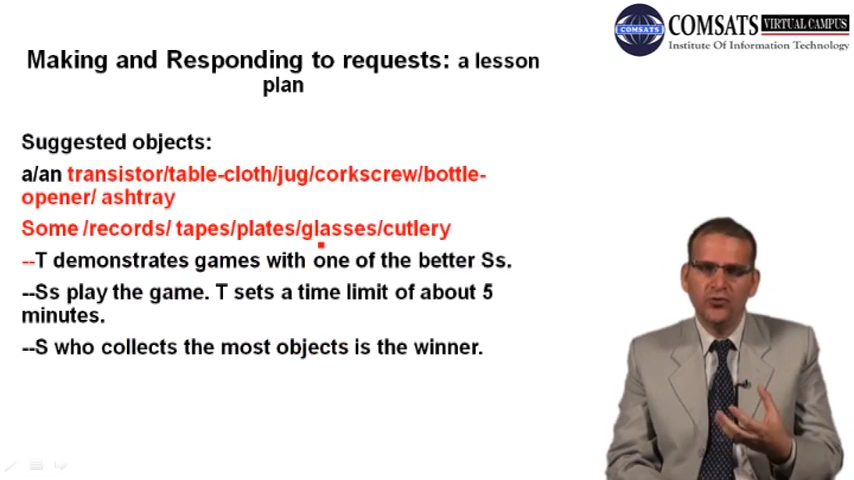 COMSATS VIRTUAL CAMPUS
COMSATS
Institute Of Information Technology
Making and Responding to requests: a lesson
plan
Suggested objects:
a/an transistor/table-cloth/jug/corkscrew/bottle-
opener/ ashtray
Some /records/ tapes/plates/glasses/cutlery
--T demonstrates games with one of the better Ss.
--Ss play the game. T sets a time limit of about 5
minutes.
--S who collects the most objects is the winner.